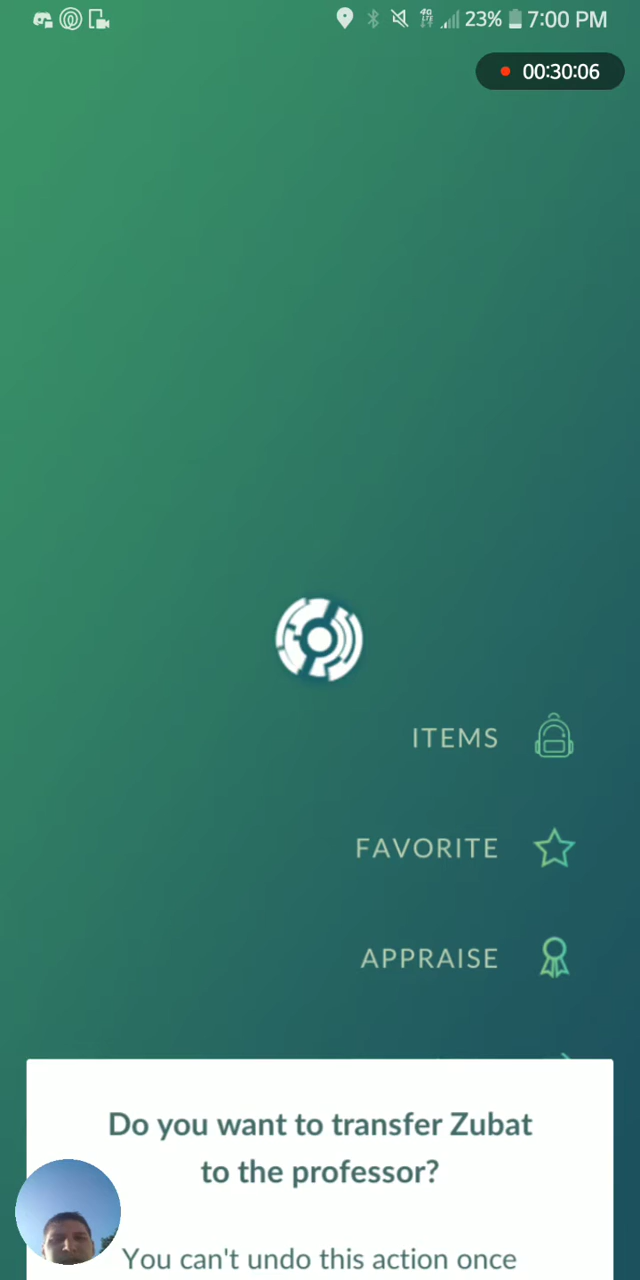 23% 7:00 PM
00:30:06
ITEMS
FAVORITE
APPRAISE
Do you want to transfer Zubat
to the professor?
You can't undo this action once